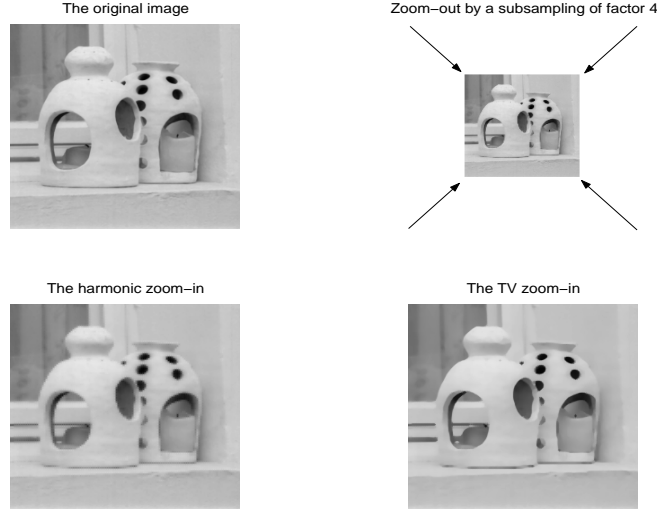 The original image
Zoom−out by a subsampling of factor 4
The harmonic zoom−in
The TV zoom−in